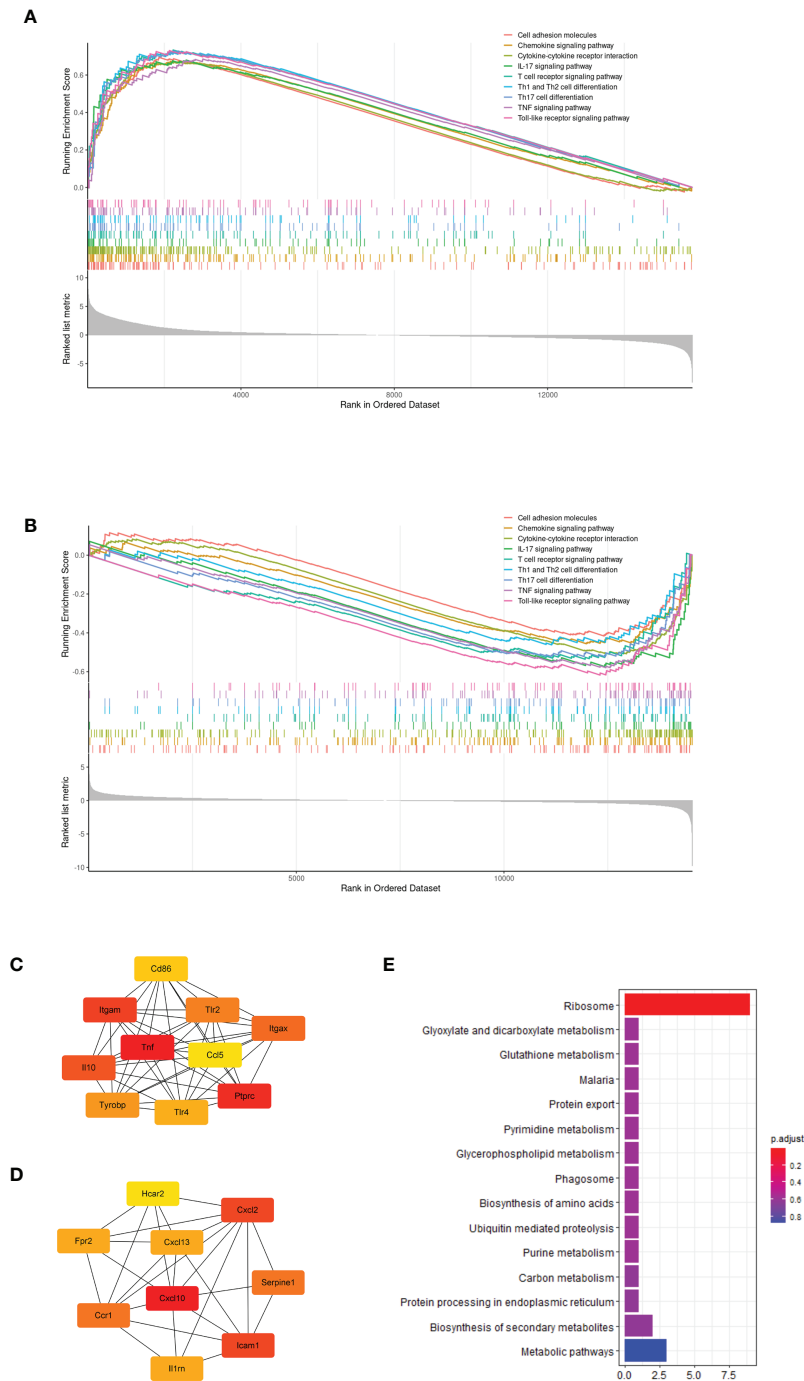 A
Cell adhesion molecules
Chemokine signaling pathway
Cytokine-cytokine receptor interaction
IL-17 signaling pathway
T cell receptor signaling pathway
Th1 and Th2 cell differentiation
Th17 cell differentiation
TNF signaling pathway
Toll-like receptor signaling pathway
Running Enrichment Score
0.6
0.4
0.2
0.0
Ranked list metric
10
5
0
-5
4000
8000
12000
Rank in Ordered Dataset
B
Cell adhesion molecules
Chemokine signaling pathway
Cytokine-cytokine receptor interaction
IL-17 signaling pathway
T cell receptor signaling pathway
Th1 and Th2 cell differentiation
Th17 cell differentiation
TNF signaling pathway
Toll-like receptor signaling pathway
Running Enrichment Score
0.0
-0.2
-0.4
-0.6
Ranked list metric
5
0
-5
-10
5000
10000
Rank in Ordered Dataset
C
Cd86
Itgam
Tlr2
Itgax
Tnf
Ccl5
Il10
Ptprc
Tyrobp
Tlr4
D
Hcar2
Cxcl2
Fpr2
Cxcl13
Serpine1
Cxcl10
Ccr1
Icam1
Il1rn
E
Ribosome
Glyoxylate and dicarboxylate metabolism
Glutathione metabolism
Malaria
Protein export
Pyrimidine metabolism
Glycerophospholipid metabolism
Phagosome
Biosynthesis of amino acids
Ubiquitin mediated proteolysis
Purine metabolism
Carbon metabolism
Protein processing in endoplasmic reticulum
Biosynthesis of secondary metabolites
Metabolic pathways
0.0
2.5
5.0
7.5
p.adjust
0.2
0.4
0.6
0.8